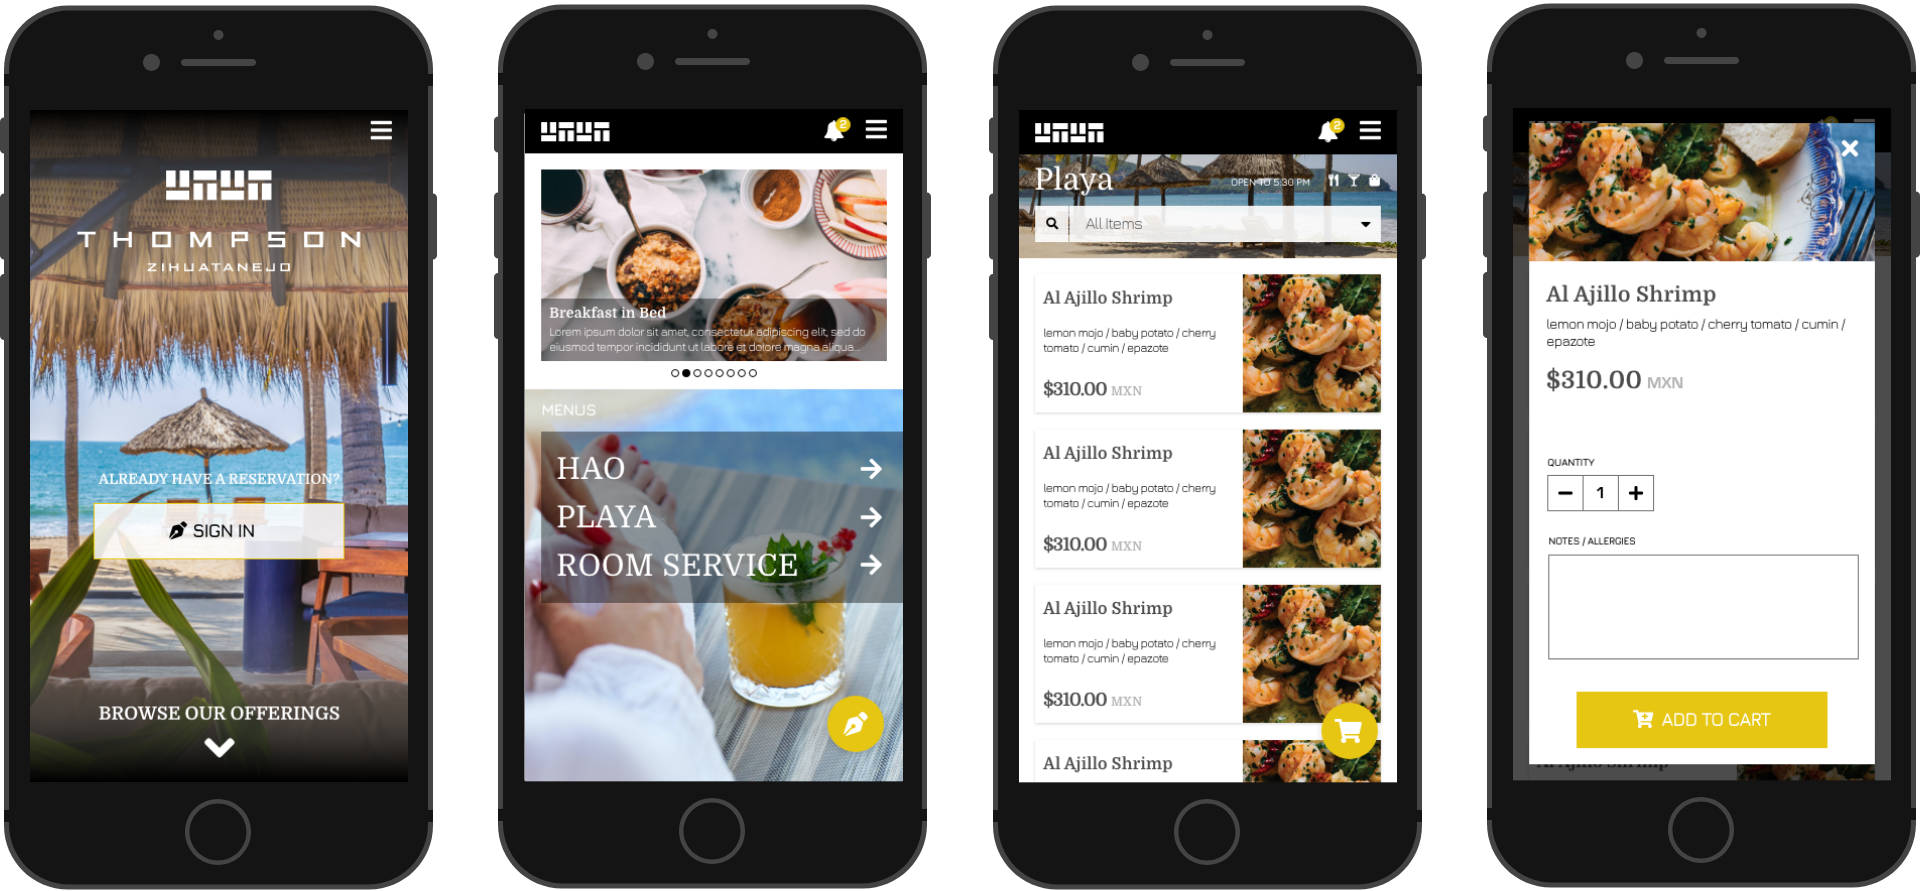 THOMPSON
ZIHUATANEJO
ALREADY HAVE A RESERVATION?
SIGN IN
BROWSE OUR OFFERINGS
2
Breakfast in Bed
Lorem ipsum dolor sit amet, consectetur adipiscing elit, sed do
eiusmod tempor incididunt ut labore et dolore magna aliqua...
MENUS
HAO
PLAYA
ROOM SERVICE
2
Playa
OPEN TO 5:30 PM
All Items
Al Ajillo Shrimp
lemon mojo / baby potato / cherry
tomato / cumin / epazote
$310.00 MXN
Al Ajillo Shrimp
lemon mojo / baby potato / cherry
tomato / cumin / epazote
$310.00 MXN
Al Ajillo Shrimp
lemon mojo / baby potato / cherry
tomato / cumin / epazote
$310.00 MXN
Al Ajillo Shrimp
Al Ajillo Shrimp
lemon mojo / baby potato / cherry tomato / cumin /
epazote
$310.00 MXN
QUANTITY
1
NOTES / ALLERGIES
ADD TO CART
Al Ajillo Shrimp